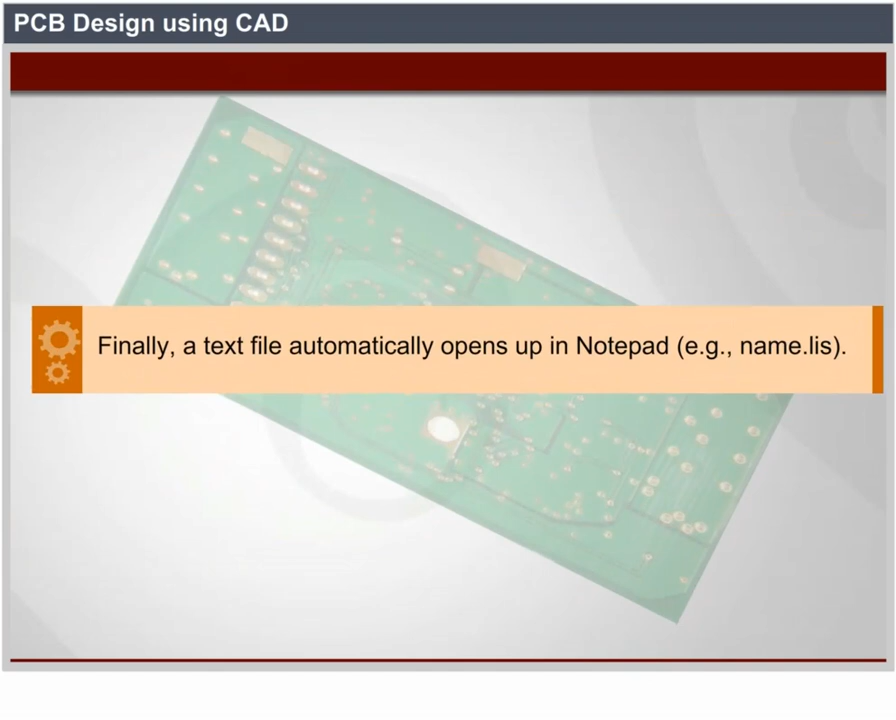 PCB Design using CAD
Finally, a text file automatically opens up in Notepad (e.g., name.lis).